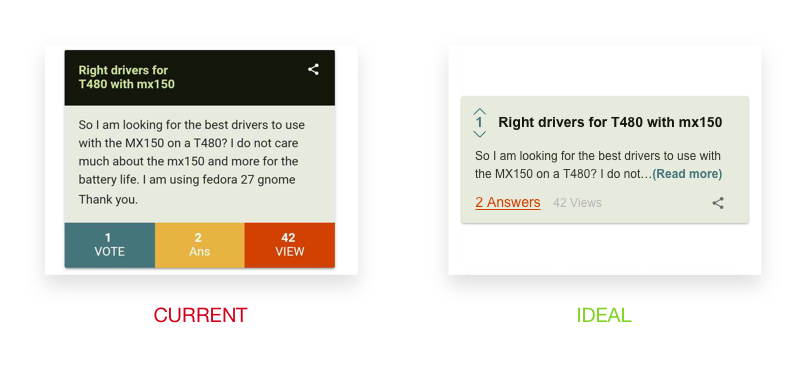 Right drivers for
T480 with mx150
So I am looking for the best drivers to use
with the MX150 on a T480? I do not care
much about the mx150 and more for the
battery life. I am using fedora 27 gnome
Thank you.
1
VOTE
2
Ans
42
VIEW
CURRENT
1
Right drivers for T480 with mx150
So I am looking for the best drivers to use with
the MX150 on a T480? I do not...(Read more)
2 Answers
42 Views
IDEAL